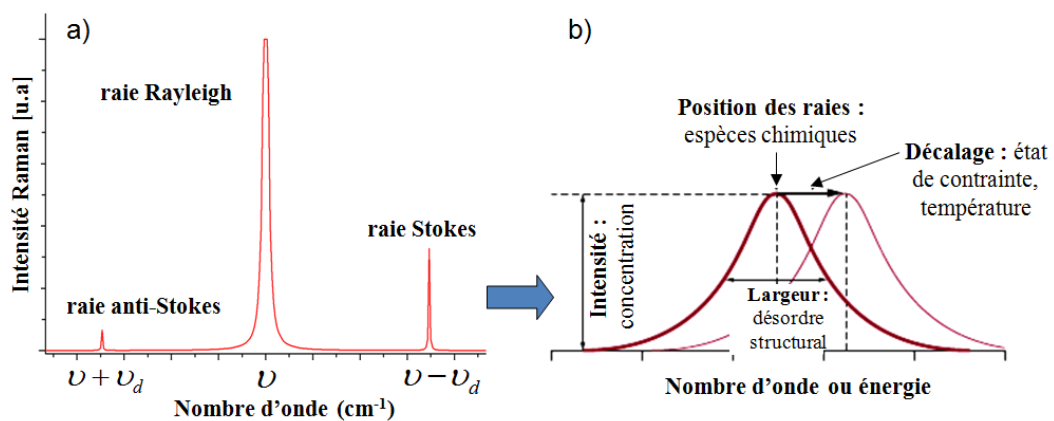 a)
raie Rayleigh
raie Stokes
raie anti-Stokes
Intensité Raman [u.a]
υ + υd
υ
υ − υd
Nombre d'onde (cm-1)
b)
Position des raies :
espèces chimiques
Décalage : état
de contrainte,
température
Intensité :
concentration
Largeur :
désordre
structural
Nombre d'onde ou énergie